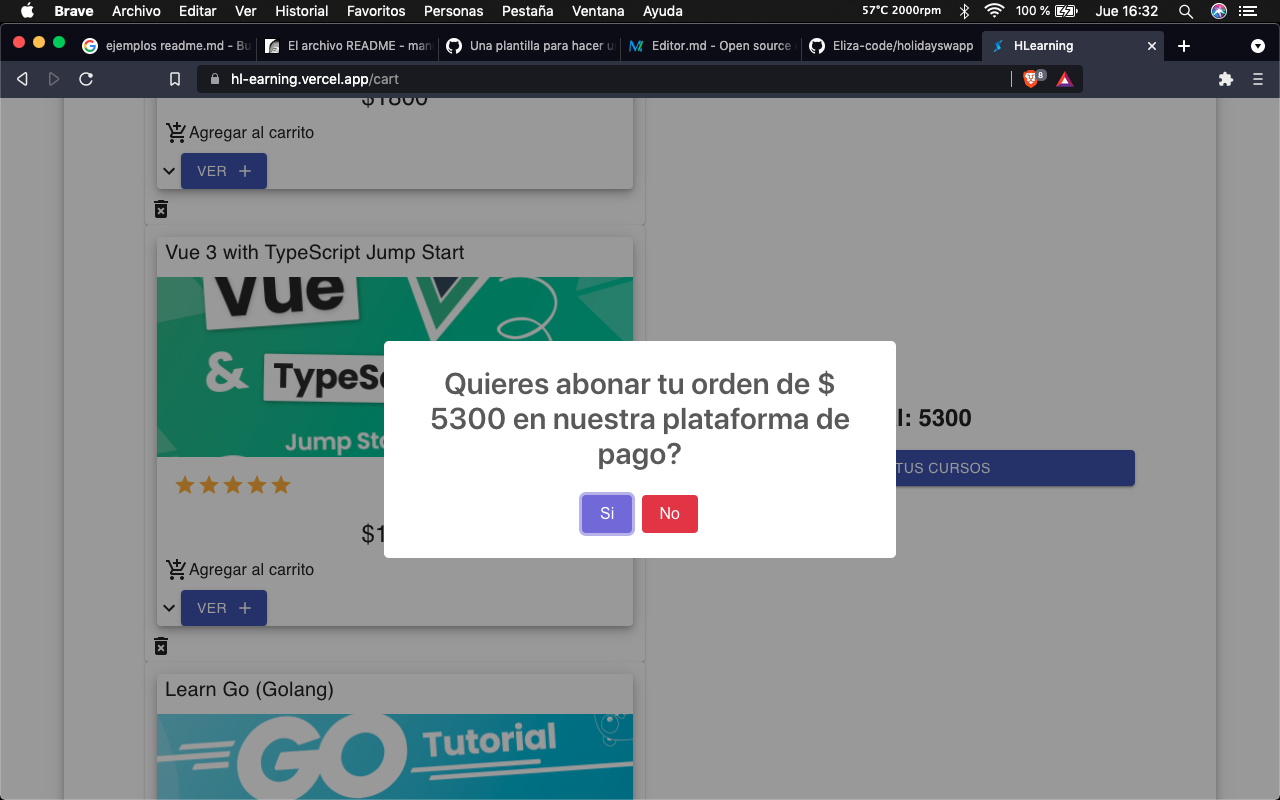 Brave Archivo Editar Ver Historial Favoritos Personas Pestaña Ventana Ayuda 57°C 2000rpm 100 % Jue 16:32
ejemplos readme.md - Bu El archivo README - man Una plantilla para hacer u Editor.md - Open source Eliza-code/holidayswapp HLearning
hl-earning.vercel.app/cart 8
$1800
Agregar al carrito
VER +
Vue 3 with TypeScript Jump Start
Vue
& TypeSc
Jump Sta
$1
Agregar al carrito
VER +
Learn Go (Golang)
GO Tutorial
l: 5300
TUS CURSOS
Quieres abonar tu orden de $
5300 en nuestra plataforma de
pago?
Si No